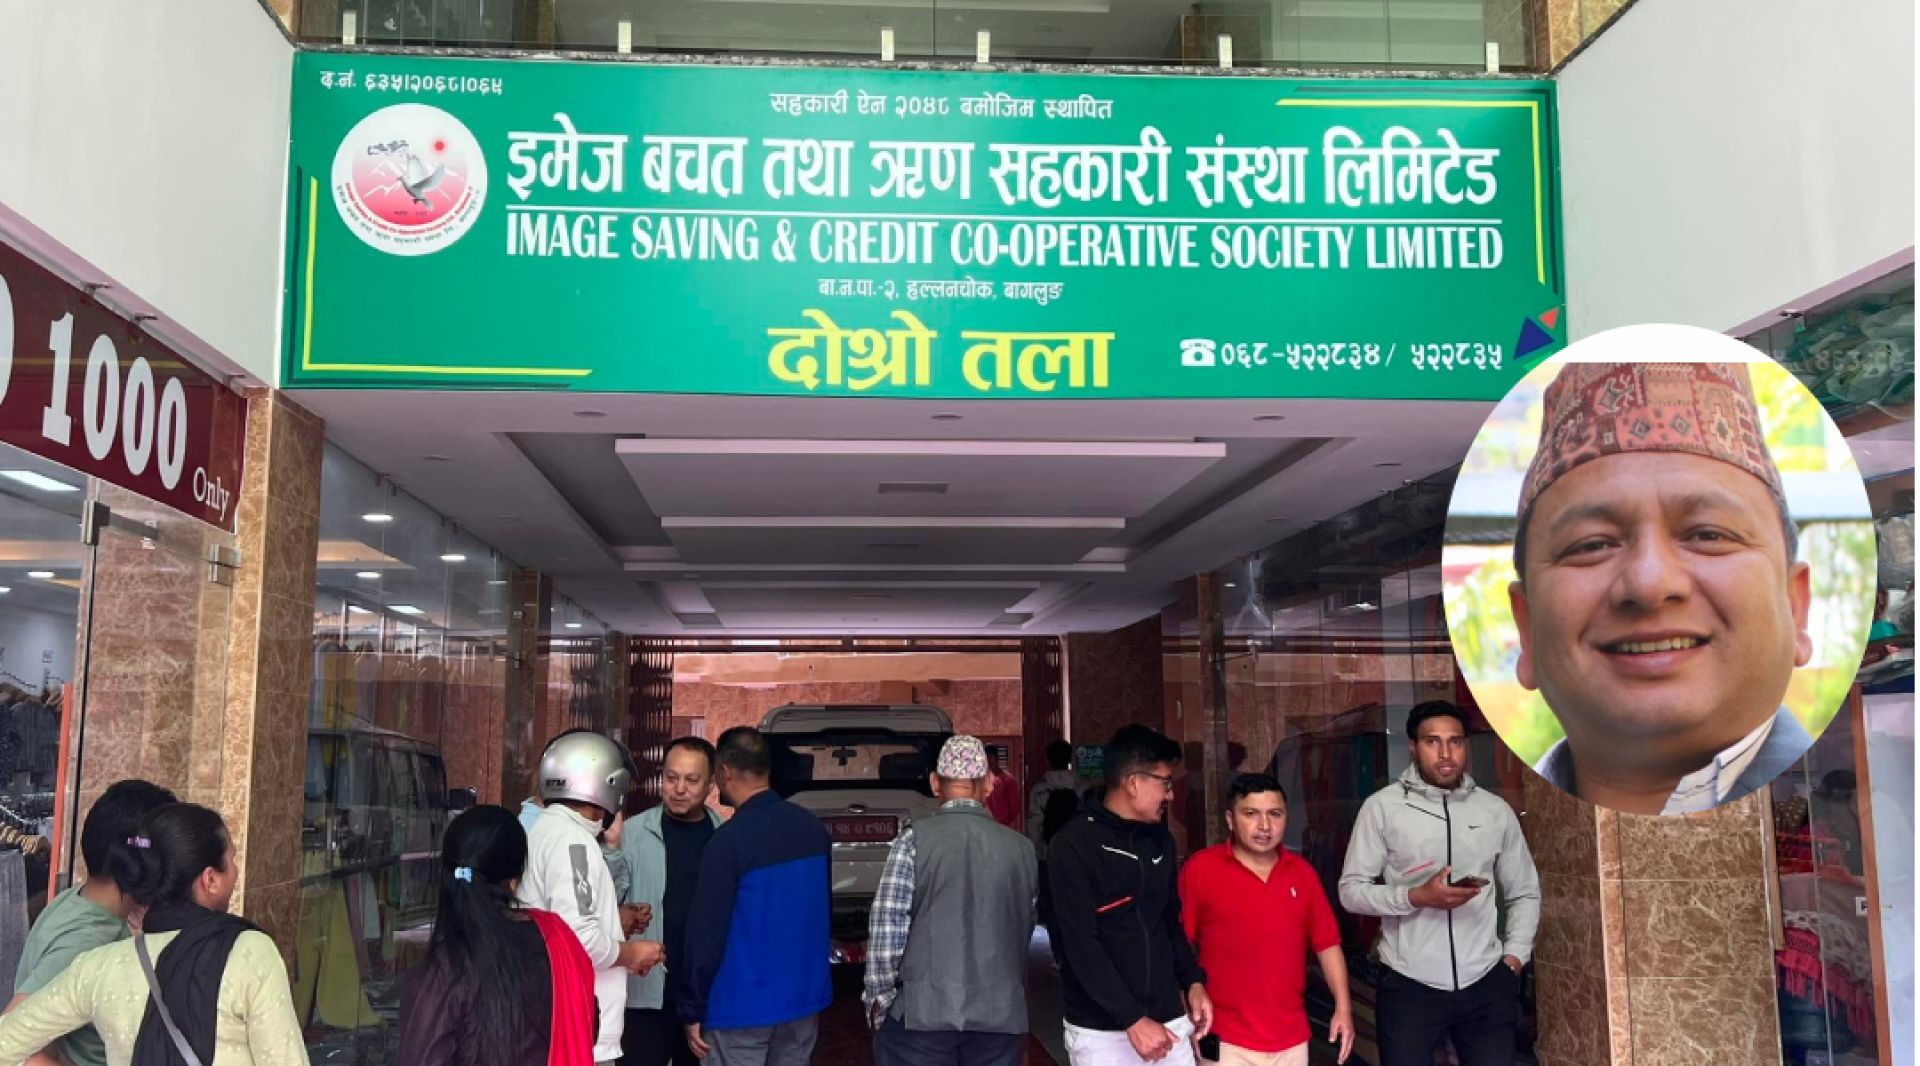 द.नं. ६३५।२०६८।०६९
सहकारी ऐन २०४८ बमोजिम स्थापित
इमेज बचत तथा ऋण सहकारी संस्था लिमिटेड
IMAGE SAVING & CREDIT CO-OPERATIVE SOCIETY LIMITED
बा.न.पा.-२, हल्लनचोक, बागलुङ
दोश्रो तला
☎ ०६८-५२२८३४/ ५२२८३५
1000
Only